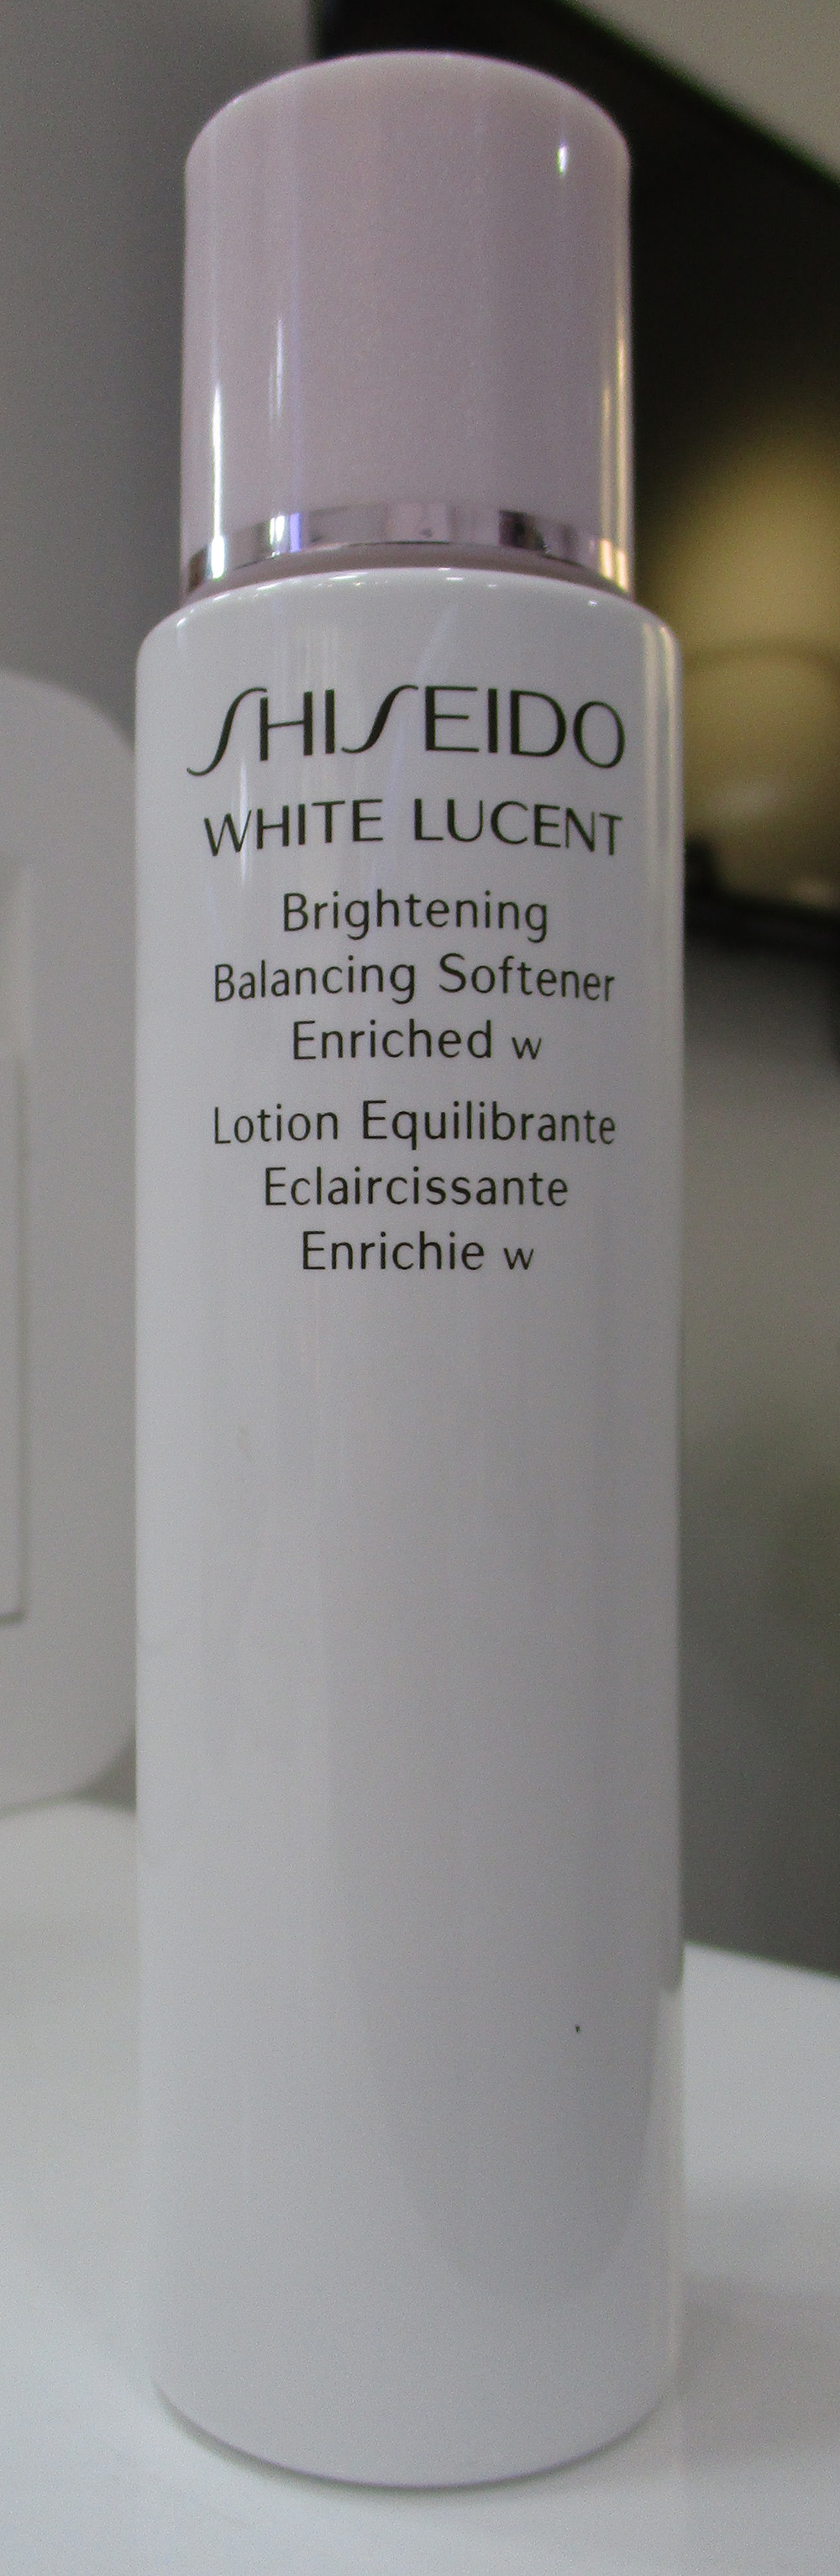 SHISEIDO
WHITE LUCENT
Brightening
Balancing Softener
Enriched w
Lotion Equilibrante
Eclaircissante
Enrichie w